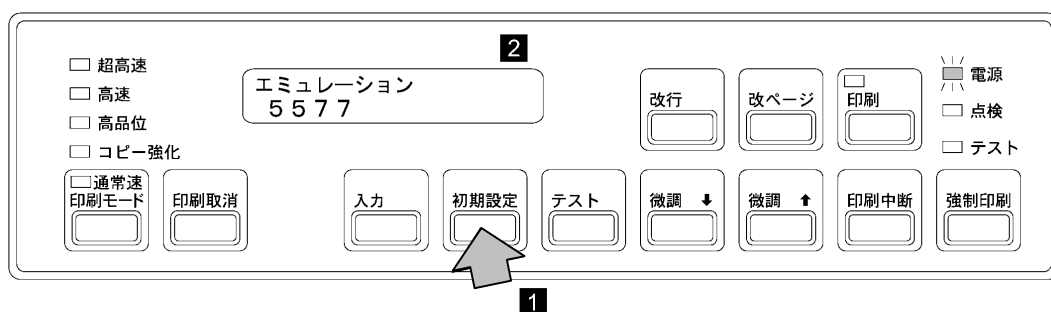 2
超高速
高速
高品位
コピー強化
エミュレーション
５５７７
改行
改ページ
印刷
電源
点検
テスト
通常速
印刷モード
印刷取消
入力
初期設定
テスト
微調 ⬇
微調 ⬆
印刷中断
強制印刷
1